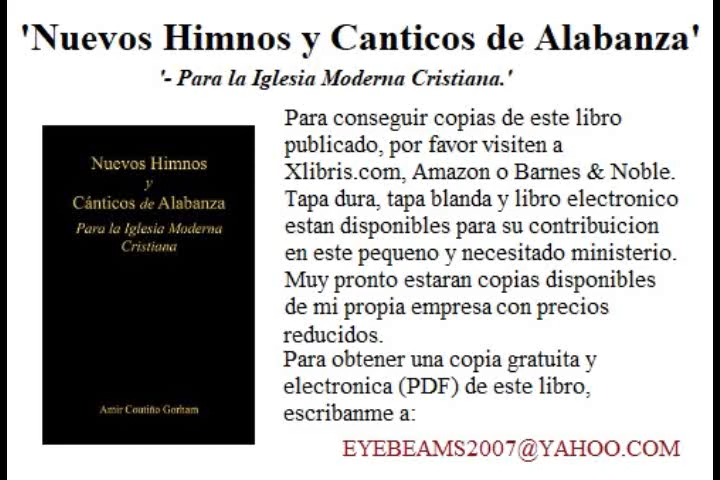 'Nuevos Himnos y Canticos de Alabanza'
'- Para la Iglesia Moderna Cristiana.'
Nuevos Himnos
y
Cánticos de Alabanza
Para la Iglesia Moderna
Cristiana
Amir Coutiño Gorham
Para conseguir copias de este libro
publicado, por favor visiten a
Xlibris.com, Amazon o Barnes & Noble.
Tapa dura, tapa blanda y libro electronico
estan disponibles para su contribuicion
en este pequeno y necesitado ministerio.
Muy pronto estaran copias disponibles
de mi propia empresa con precios
reducidos.
Para obtener una copia gratuita y
electronica (PDF) de este libro,
escribanme a:
EYEBEAMS2007@YAHOO.COM